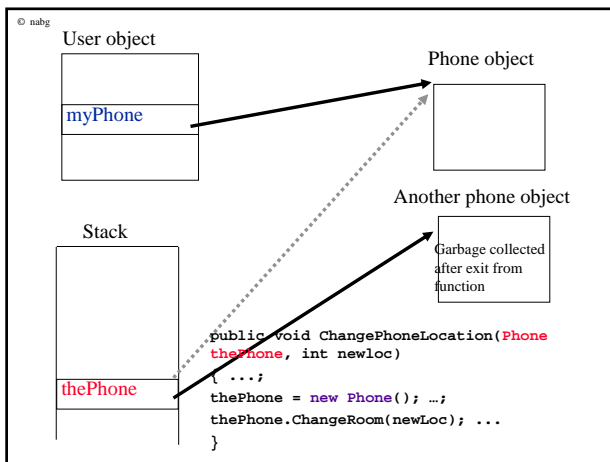 © nabg
User object
Phone object
myPhone
Another phone object
Stack
Garbage collected
after exit from
function
public void ChangePhoneLocation(Phone
thePhone, int newloc)
{ ...;
thePhone
thePhone = new Phone(); …;
thePhone.ChangeRoom(newLoc); ...
}